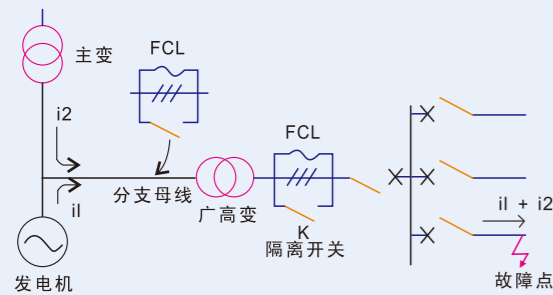 主变
FCL
i2
FCL
分支母线
il
广高变
K
隔离开关
il + i2
发电机
故障点